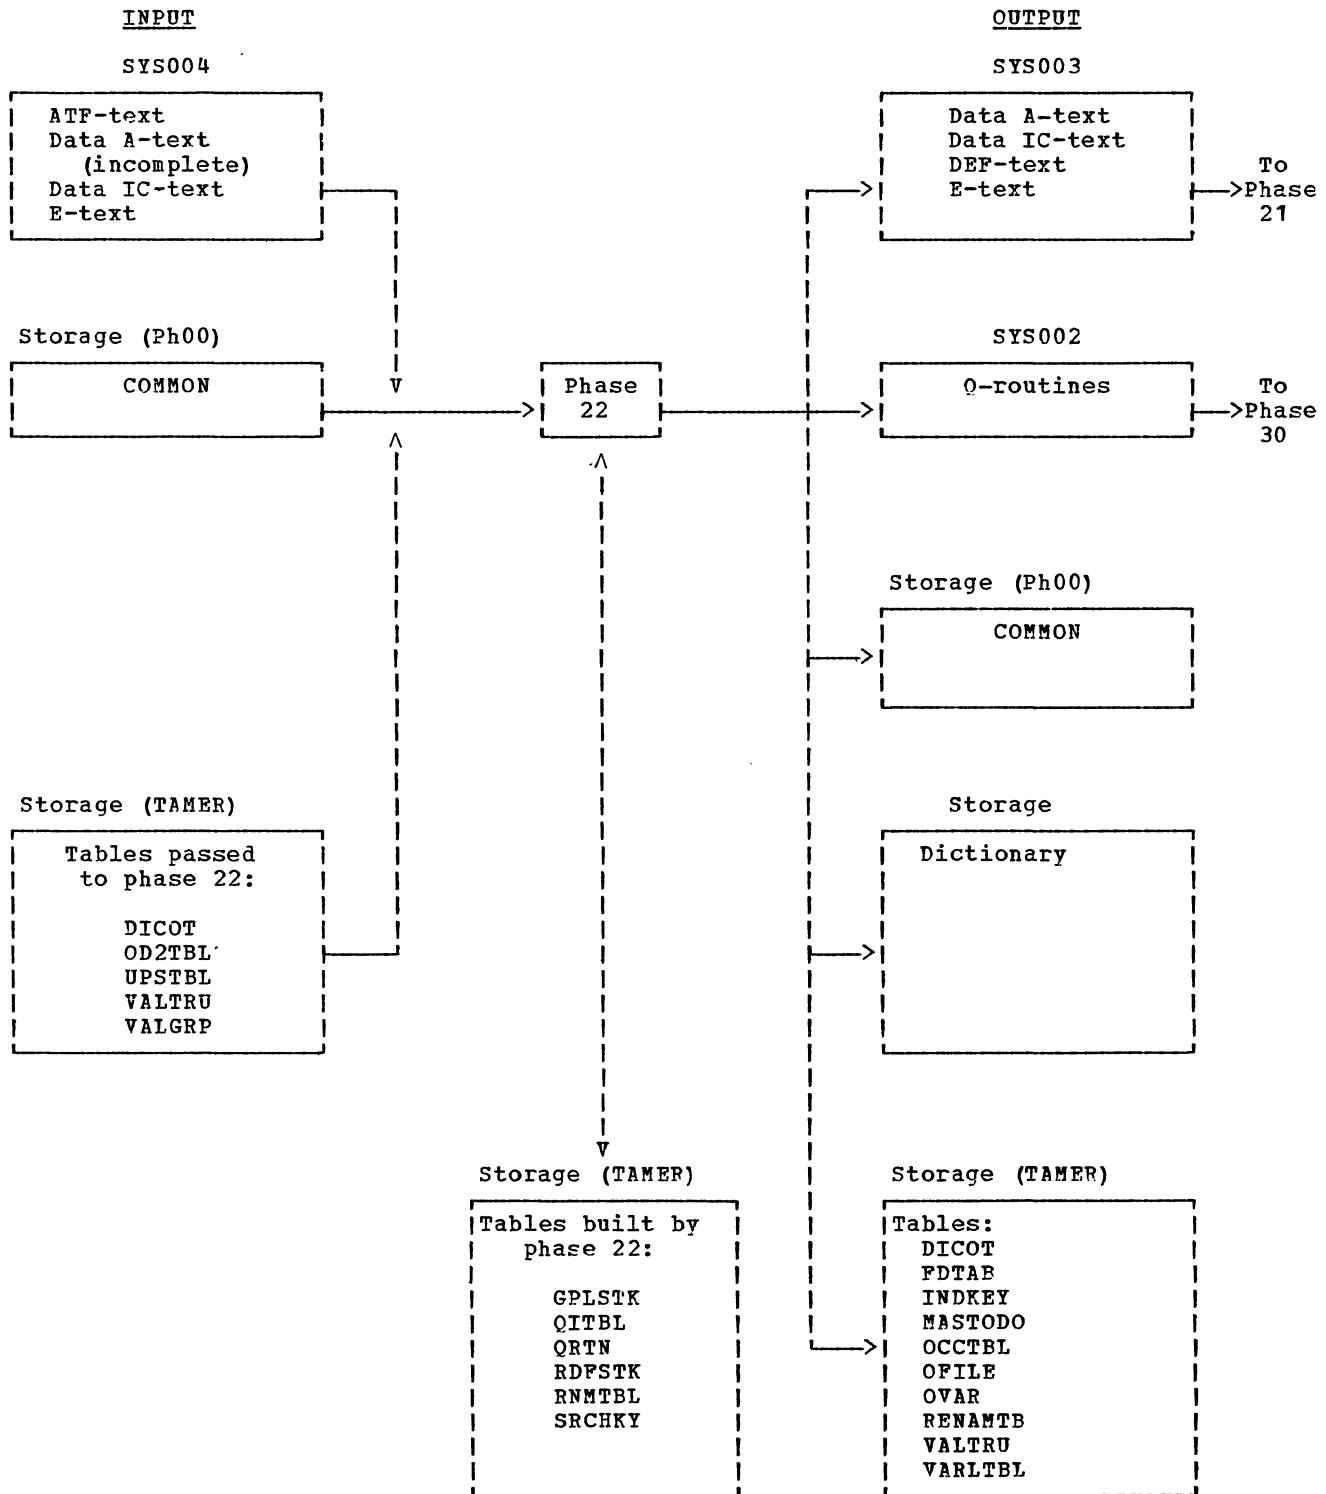 INPUT
SYS004
ATF-text
Data A-text
(incomplete)
Data IC-text
E-text
Storage (Ph00)
COMMON
Storage (TAMER)
Tables passed
to phase 22:
DICOT
OD2TBL
UPSTBL
VALTRU
VALGRP
Phase
22
Storage (TAMER)
Tables built by
phase 22:
GPLSTK
QITBL
QRTN
RDFSTK
RNMTBL
SRCHKY
OUTPUT
SYS003
Data A-text
Data IC-text
DEF-text
E-text
To
Phase
21
SYS002
Q-routines
To
Phase
30
Storage (Ph00)
COMMON
Storage
Dictionary
Storage (TAMER)
Tables:
DICOT
FDTAB
INDKEY
MASTODO
OCCTBL
OFILE
OVAR
RENAMTB
VALTRU
VARLTBL